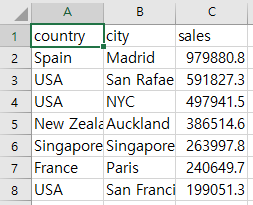 A B C
1 country city sales
2 Spain Madrid 979880.8
3 USA San Rafae 591827.3
4 USA NYC 497941.5
5 New Zeala Auckland 386514.6
6 Singapore Singapore 263997.8
7 France Paris 240649.7
8 USA San Franci 199051.3